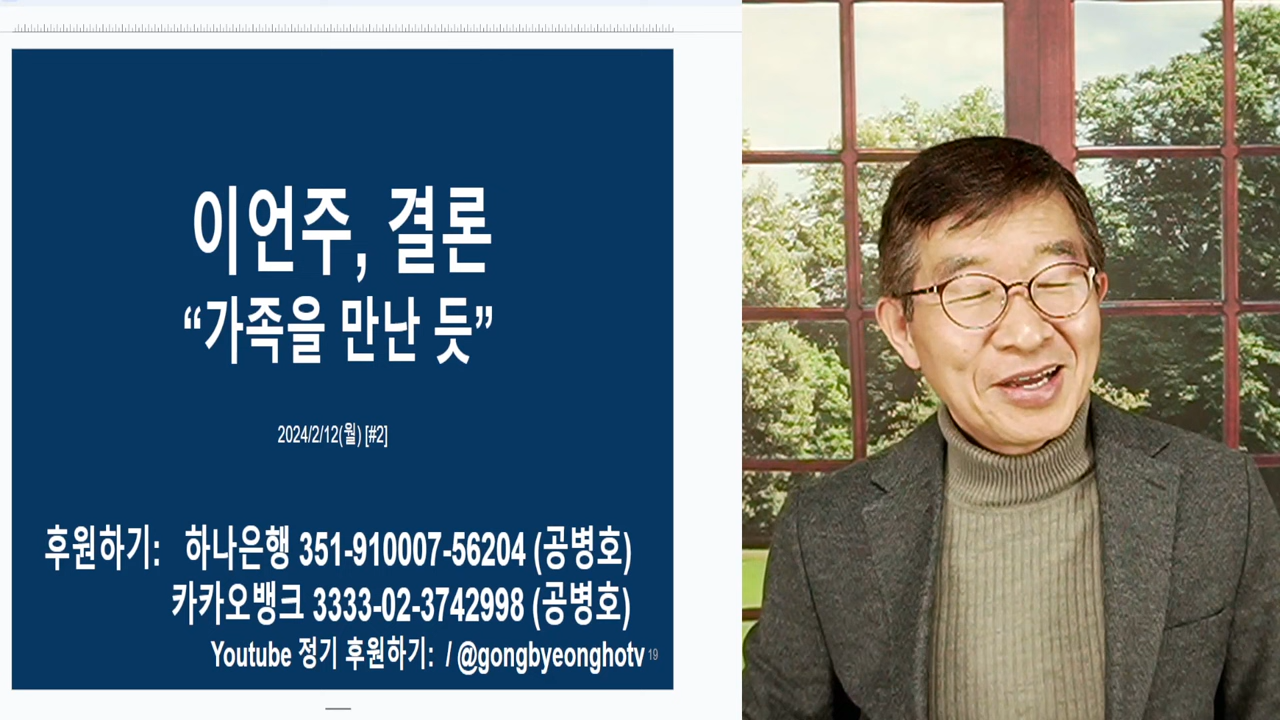 이언주, 결론
“가족을 만난 듯”
2024/2/12(월) [#2]
후원하기: 하나은행 351-910007-56204 (공병호)
카카오뱅크 3333-02-3742998 (공병호)
Youtube 정기 후원하기: / @gongbyeonghotv
19